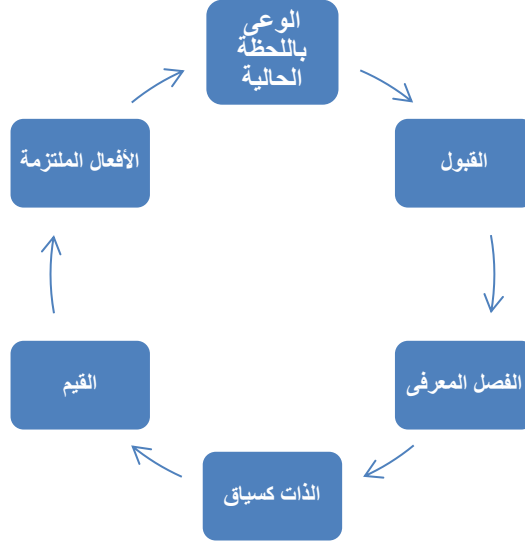 الوعى
باللحظة
الحالية
القبول
الفصل المعرفى
الذات كسياق
القيم
الأفعال الملتزمة